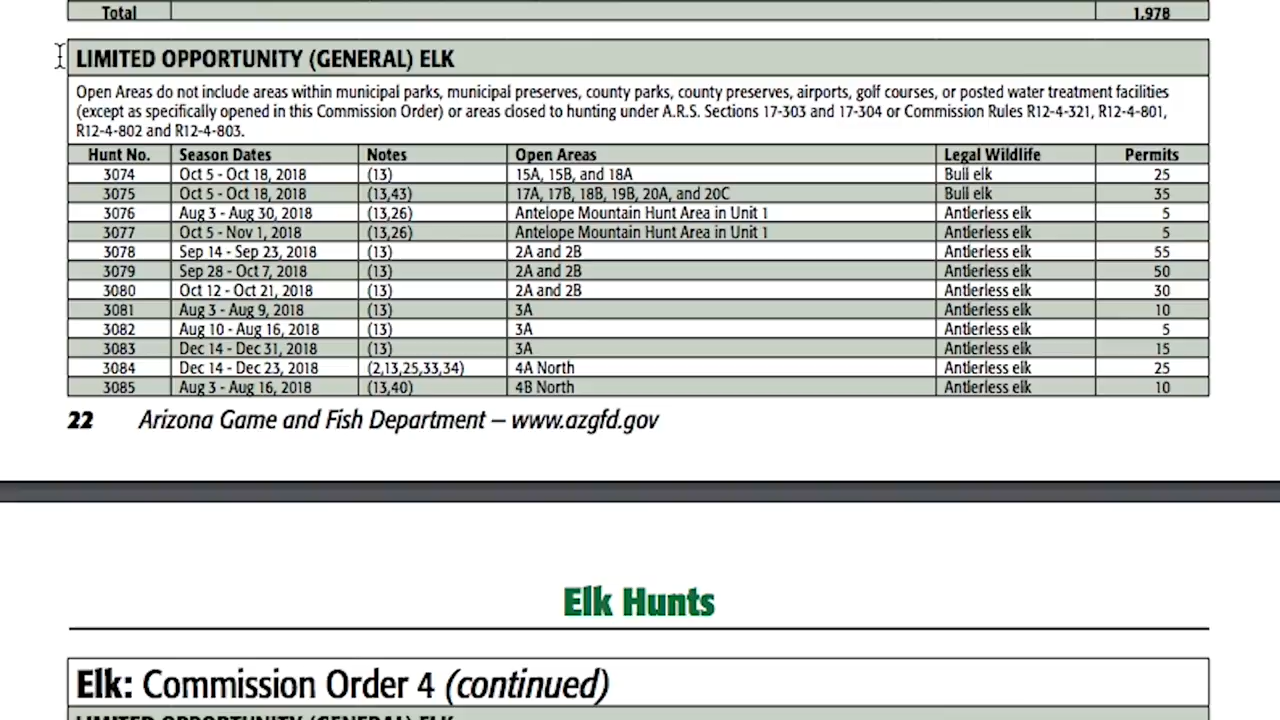 Total 1,978
LIMITED OPPORTUNITY (GENERAL) ELK
Open Areas do not include areas within municipal parks, municipal preserves, county parks, county preserves, airports, golf courses, or posted water treatment facilities
(except as specifically opened in this Commission Order) or areas closed to hunting under A.R.S. Sections 17-303 and 17-304 or Commission Rules R12-4-321, R12-4-801,
R12-4-802 and R12-4-803.
Hunt No. Season Dates Notes Open Areas Legal Wildlife Permits
3074 Oct 5 - Oct 18, 2018 (13) 15A, 15B, and 18A Bull elk 25
3075 Oct 5 - Oct 18, 2018 (13,43) 17A, 17B, 18B, 19B, 20A, and 20C Bull elk 35
3076 Aug 3 - Aug 30, 2018 (13,26) Antelope Mountain Hunt Area in Unit 1 Antlerless elk 5
3077 Oct 5 - Nov 1, 2018 (13,26) Antelope Mountain Hunt Area in Unit 1 Antlerless elk 5
3078 Sep 14 - Sep 23, 2018 (13) 2A and 2B Antlerless elk 55
3079 Sep 28 - Oct 7, 2018 (13) 2A and 2B Antlerless elk 50
3080 Oct 12 - Oct 21, 2018 (13) 2A and 2B Antlerless elk 30
3081 Aug 3 - Aug 9, 2018 (13) 3A Antlerless elk 10
3082 Aug 10 - Aug 16, 2018 (13) 3A Antlerless elk 5
3083 Dec 14 - Dec 31, 2018 (13) 3A Antlerless elk 15
3084 Dec 14 - Dec 23, 2018 (2,13,25,33,34) 4A North Antlerless elk 25
3085 Aug 3 - Aug 16, 2018 (13,40) 4B North Antlerless elk 10
22 Arizona Game and Fish Department – www.azgfd.gov
Elk Hunts
Elk: Commission Order 4 (continued)
LIMITED OPPORTUNITY (GENERAL) ELK